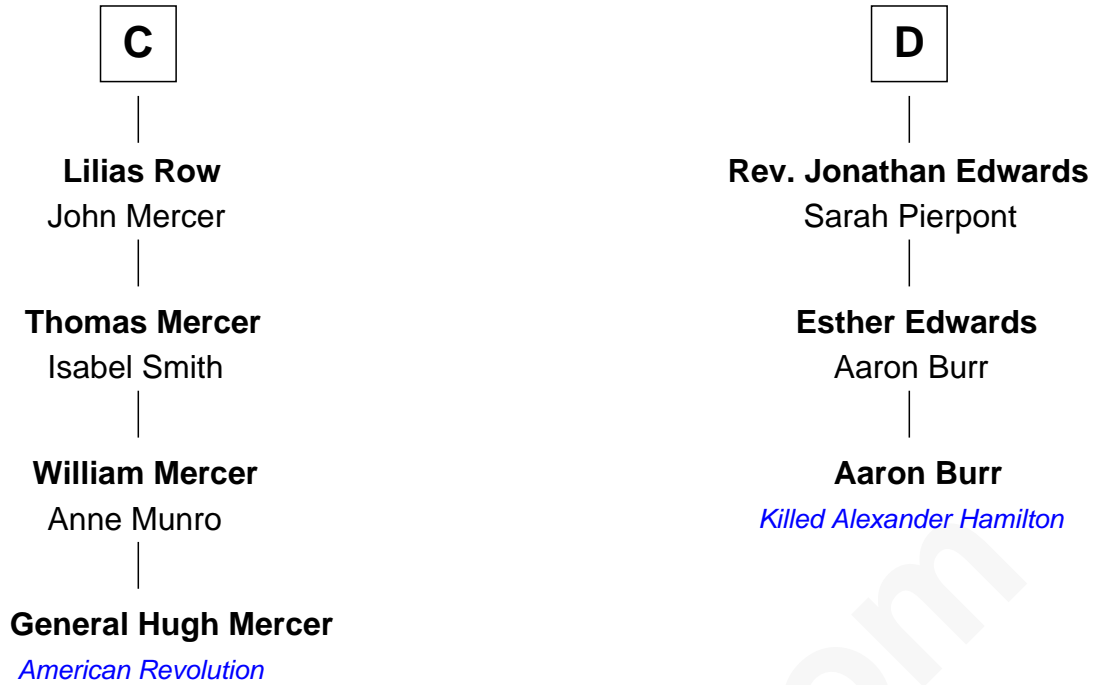 C
Lilias Row
John Mercer
Thomas Mercer
Isabel Smith
William Mercer
Anne Munro
General Hugh Mercer
American Revolution
D
Rev. Jonathan Edwards
Sarah Pierpont
Esther Edwards
Aaron Burr
Aaron Burr
Killed Alexander Hamilton
om